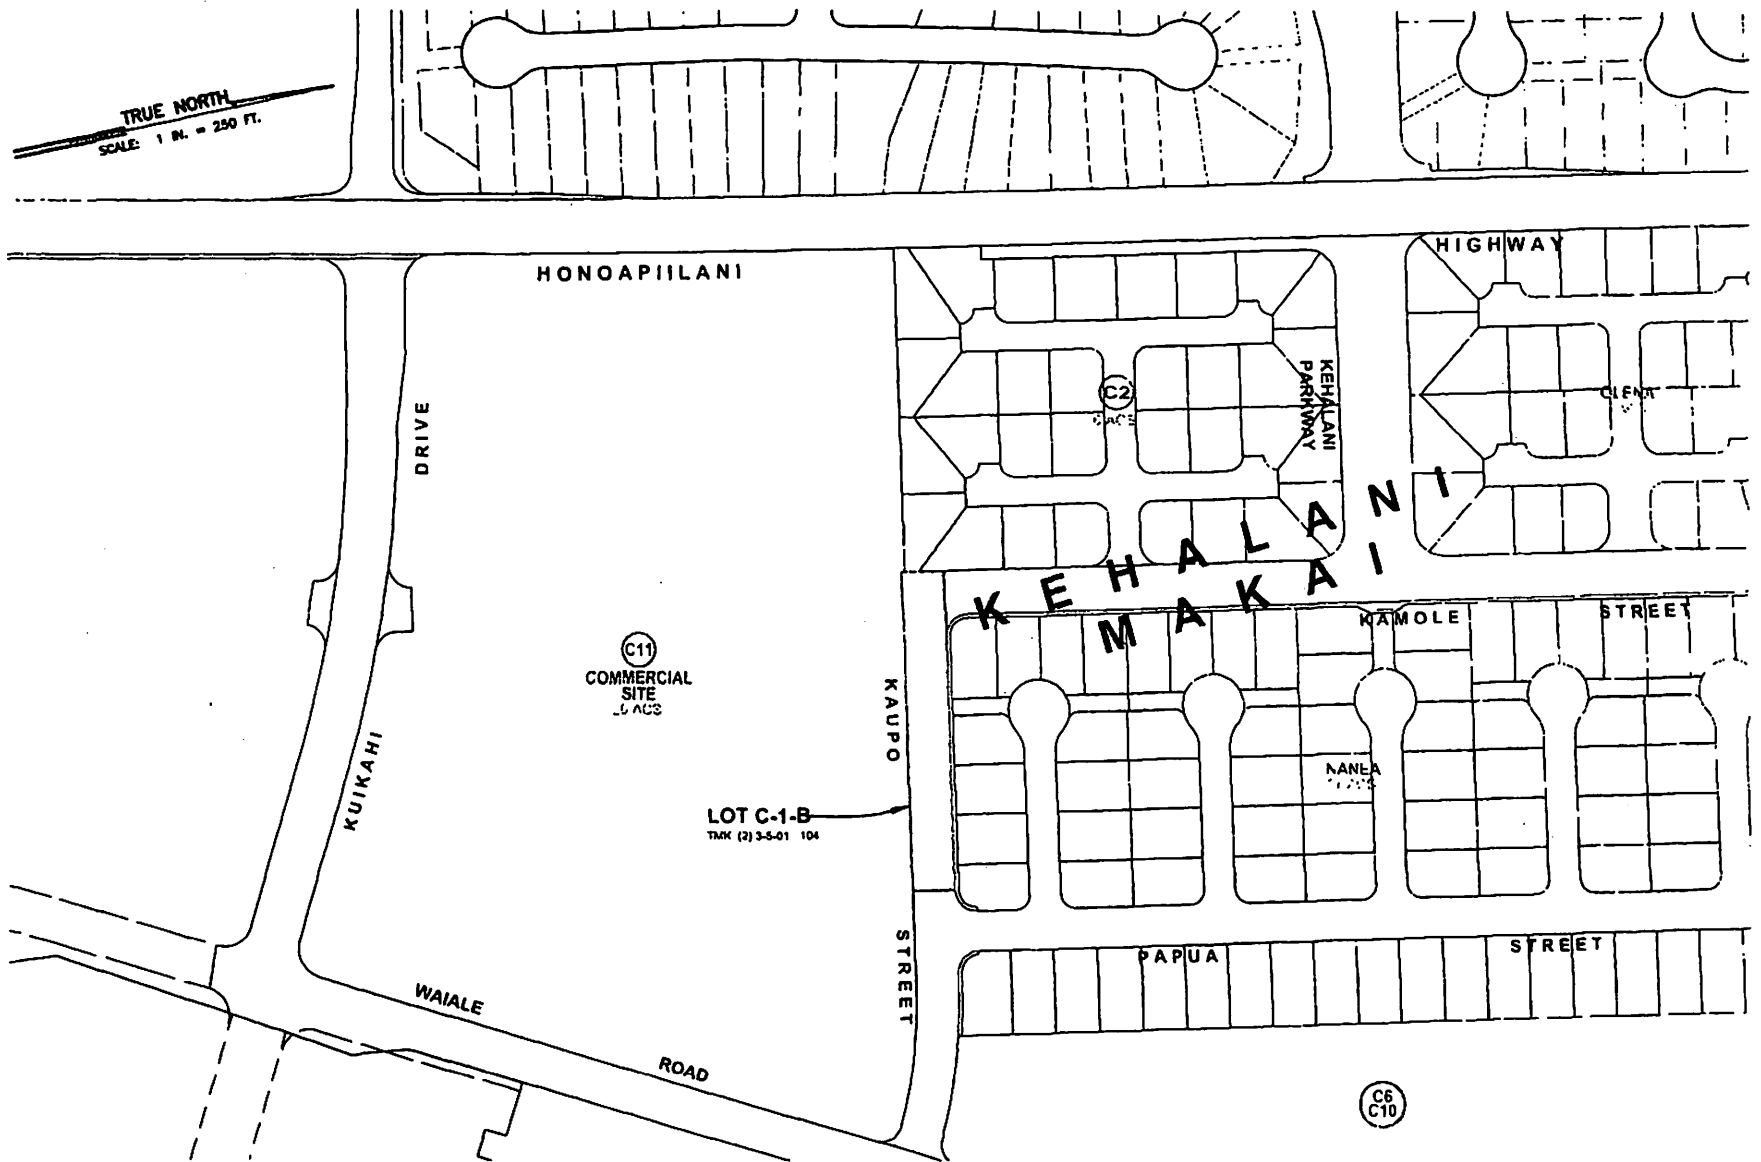 TRUE NORTH
SCALE: 1 IN. = 250 FT.
HONOAPIILANI
HIGHWAY
DRIVE
KEHALANI
PARKWAY
C2
KEHALANI
MAKAI
KAMOLE
STREET
C11
COMMERCIAL
SITE
KAUPO
KUIKAHI
NANEA
LOT C-1-B
TMK (2) 3-5-01 104
STREET
PAPUA
STREET
WAIALE
ROAD
C6
C10